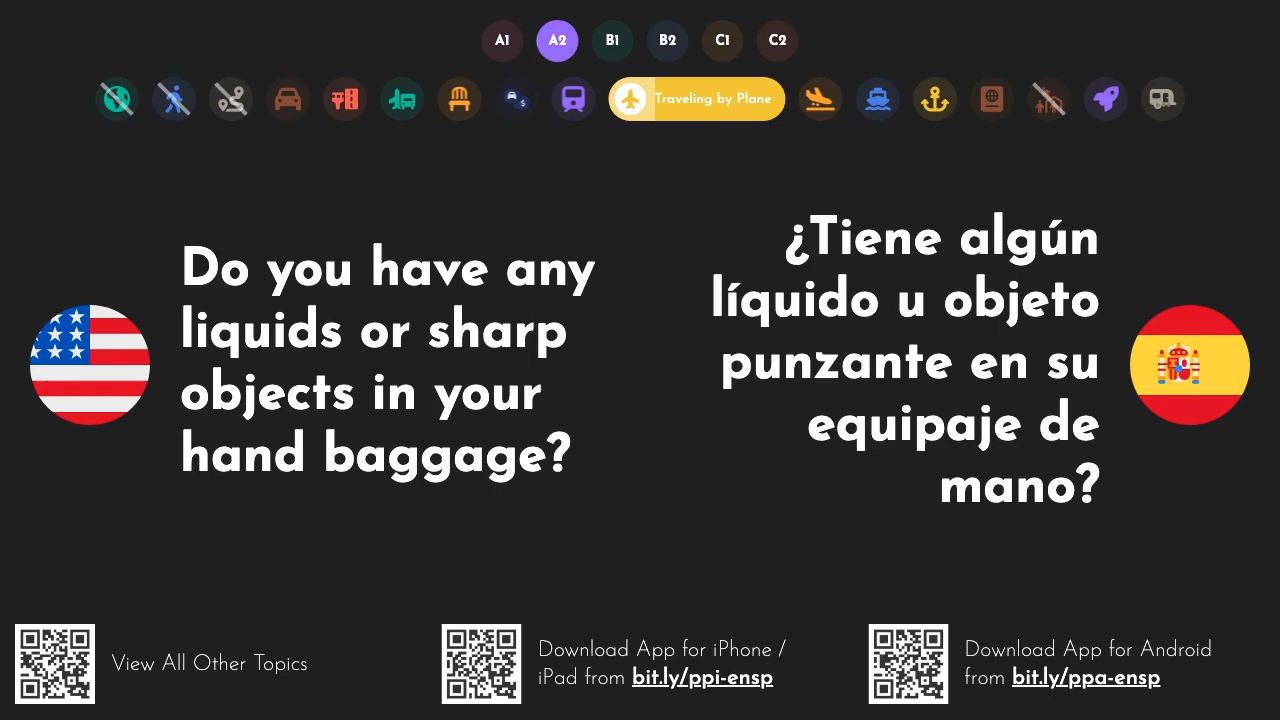 A1 A2 B1 B2 C1 C2
Traveling by Plane
Do you have any
liquids or sharp
objects in your
hand baggage?
¿Tiene algún
líquido u objeto
punzante en su
equipaje de
mano?
View All Other Topics
Download App for iPhone /
iPad from bit.ly/ppi-ensp
Download App for Android
from bit.ly/ppa-ensp